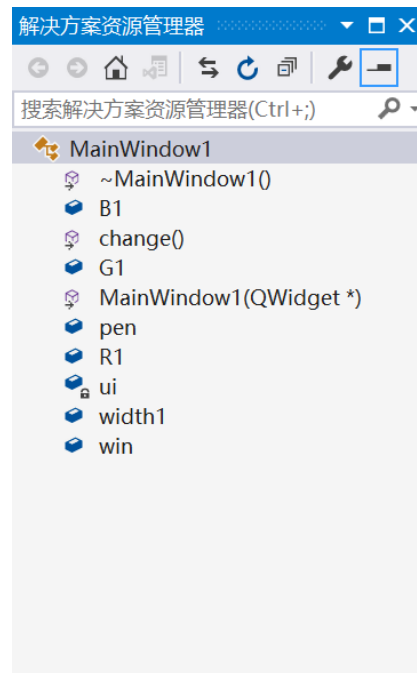 解决方案资源管理器
搜索解决方案资源管理器(Ctrl+;)
MainWindow1
~MainWindow1()
B1
change()
G1
MainWindow1(QWidget *)
pen
R1
ui
width1
win